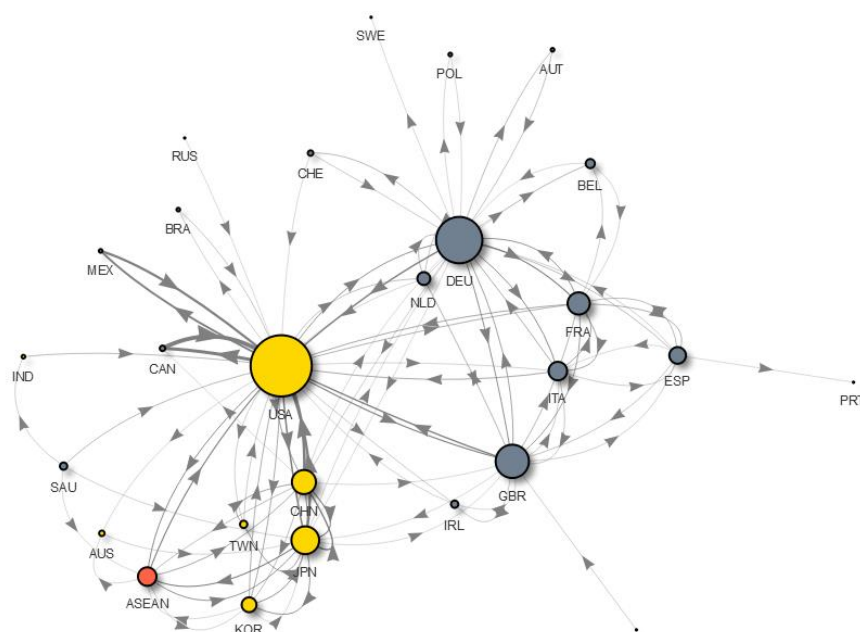 SWE
POL
AUT
RUS
CHE
BEL
BRA
MEX
DEU
NLD
FRA
CAN
IND
USA
ITA
ESP
PRT
SAU
CHN
GBR
IRL
AUS
TWN
JPN
ASEAN
KOR